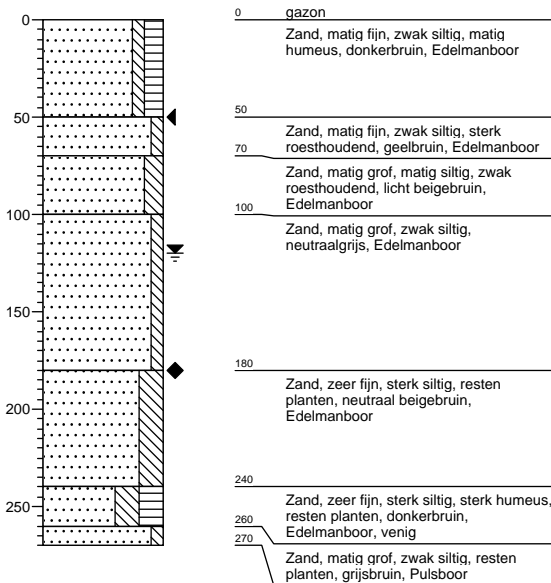 0
50
100
150
200
250
0 gazon
Zand, matig fijn, zwak siltig, matig
humeus, donkerbruin, Edelmanboor
50
Zand, matig fijn, zwak siltig, sterk
roesthoudend, geelbruin, Edelmanboor
70
Zand, matig grof, matig siltig, zwak
roesthoudend, licht beigebruin,
Edelmanboor
100
Zand, matig grof, zwak siltig,
neutraalgrijs, Edelmanboor
180
Zand, zeer fijn, sterk siltig, resten
planten, neutraal beigebruin,
Edelmanboor
240
Zand, zeer fijn, sterk siltig, sterk humeus,
resten planten, donkerbruin,
Edelmanboor, venig
260
270
Zand, matig grof, zwak siltig, resten
planten, grijsbruin, Pulsboor